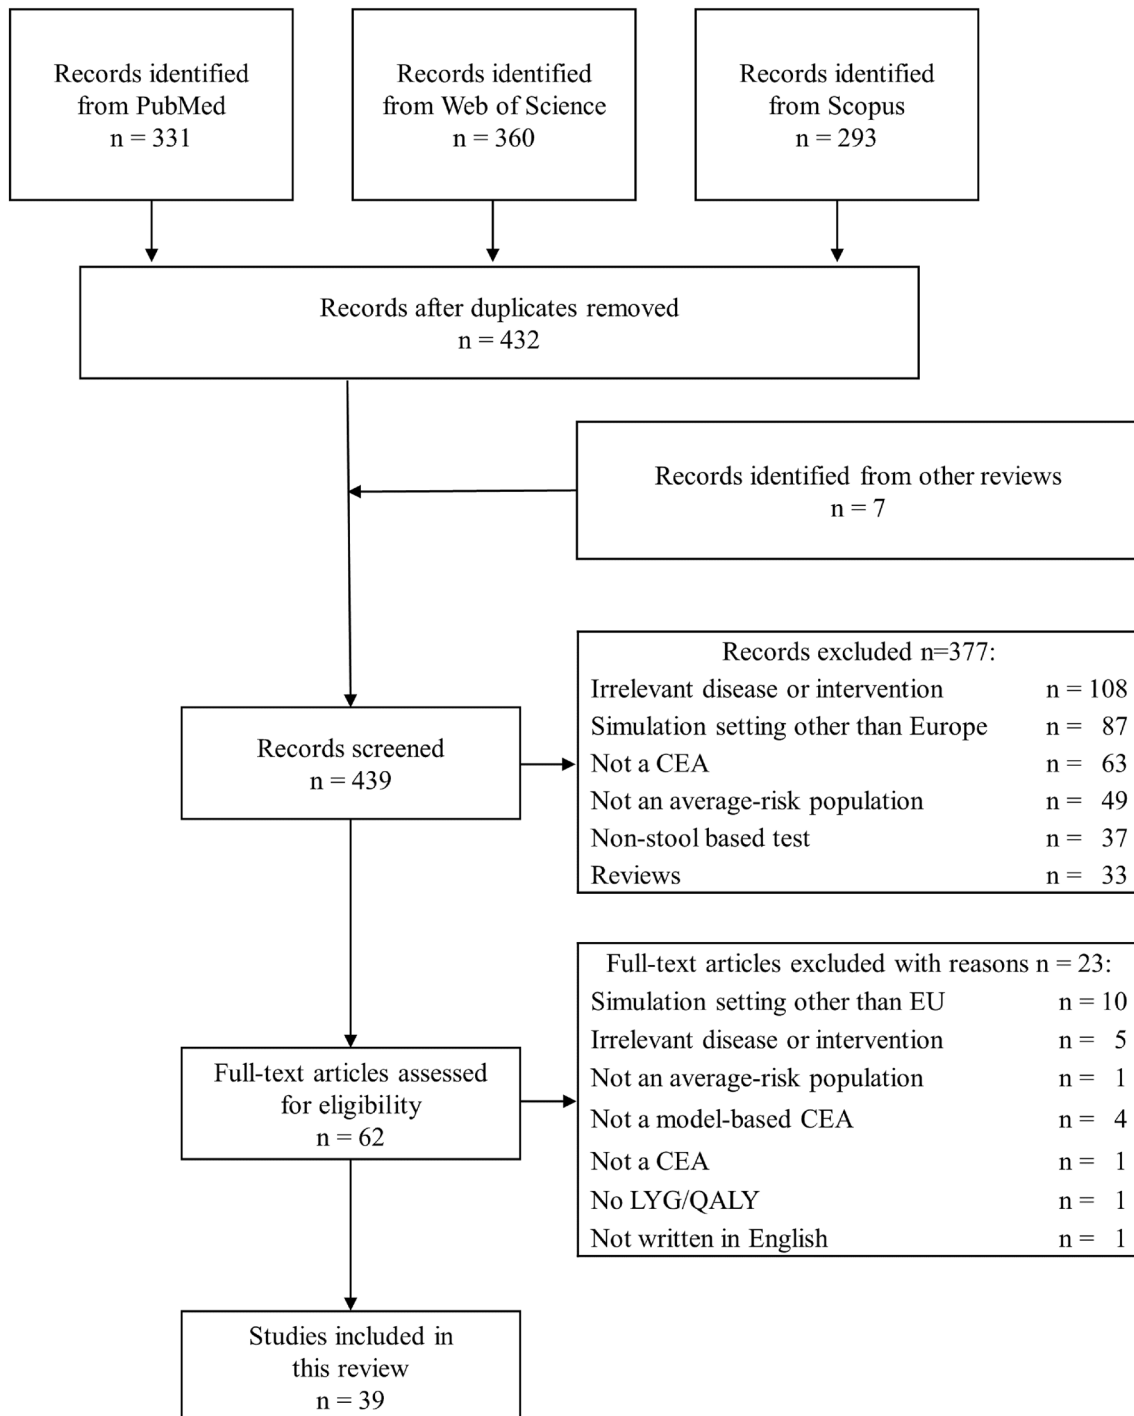 Records identified
from PubMed
n = 331
Records identified
from Web of Science
n = 360
Records identified
from Scopus
n = 293
Records after duplicates removed
n = 432
Records identified from other reviews
n = 7
Records screened
n = 439
Records excluded n=377:
Irrelevant disease or intervention n = 108
Simulation setting other than Europe n = 87
Not a CEA n = 63
Not an average-risk population n = 49
Non-stool based test n = 37
Reviews n = 33
Full-text articles assessed
for eligibility
n = 62
Full-text articles excluded with reasons n = 23:
Simulation setting other than EU n = 10
Irrelevant disease or intervention n = 5
Not an average-risk population n = 1
Not a model-based CEA n = 4
Not a CEA n = 1
No LYG/QALY n = 1
Not written in English n = 1
Studies included in
this review
n = 39